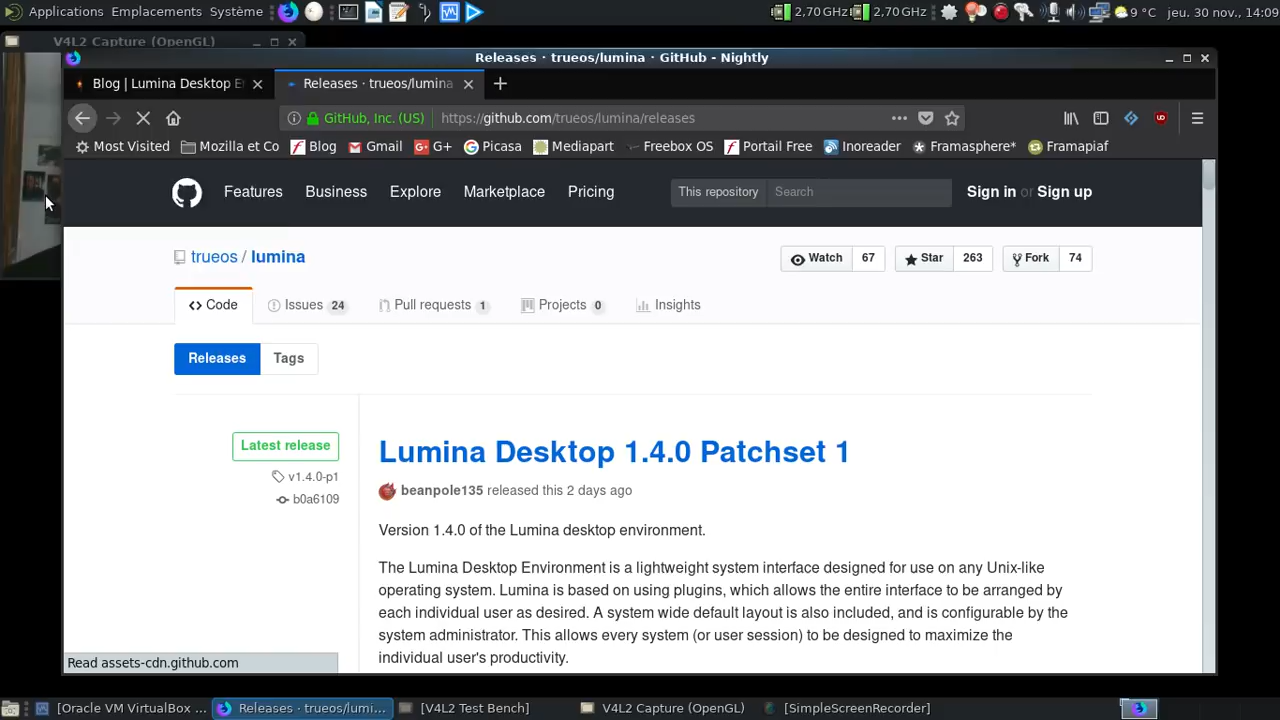 Applications Emplacements Système 2,70 GHz 2,70 GHz 9 °C jeu. 30 nov., 14:09
V4L2 Capture (OpenGL)
Releases · trueos/lumina · GitHub - Nightly
Blog | Lumina Desktop E Releases · trueos/lumina
GitHub, Inc. (US) https://github.com/trueos/lumina/releases
Most Visited Mozilla et Co Blog Gmail G+ Picasa Mediapart Freebox OS Portail Free Inoreader Framasphere* Framapiaf
Features Business Explore Marketplace Pricing This repository Search Sign in or Sign up
trueos / lumina Watch 67 Star 263 Fork 74
Code Issues 24 Pull requests 1 Projects 0 Insights
Releases Tags
Latest release
v1.4.0-p1
b0a6109
Lumina Desktop 1.4.0 Patchset 1
beanpole135 released this 2 days ago
Version 1.4.0 of the Lumina desktop environment.
The Lumina Desktop Environment is a lightweight system interface designed for use on any Unix-like
operating system. Lumina is based on using plugins, which allows the entire interface to be arranged by
each individual user as desired. A system wide default layout is also included, and is configurable by the
system administrator. This allows every system (or user session) to be designed to maximize the
individual user's productivity.
Read assets-cdn.github.com
[Oracle VM VirtualBox ... Releases · trueos/lumi... [V4L2 Test Bench] V4L2 Capture (OpenGL) [SimpleScreenRecorder]